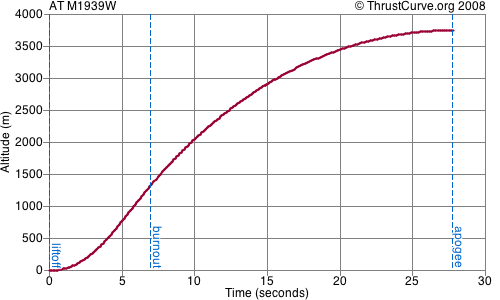 AT M1939W
© ThrustCurve.org 2008
Altitude (m)
4000
3500
3000
2500
2000
1500
1000
500
0
liftoff
burnout
apogee
0 5 10 15 20 25 30
Time (seconds)